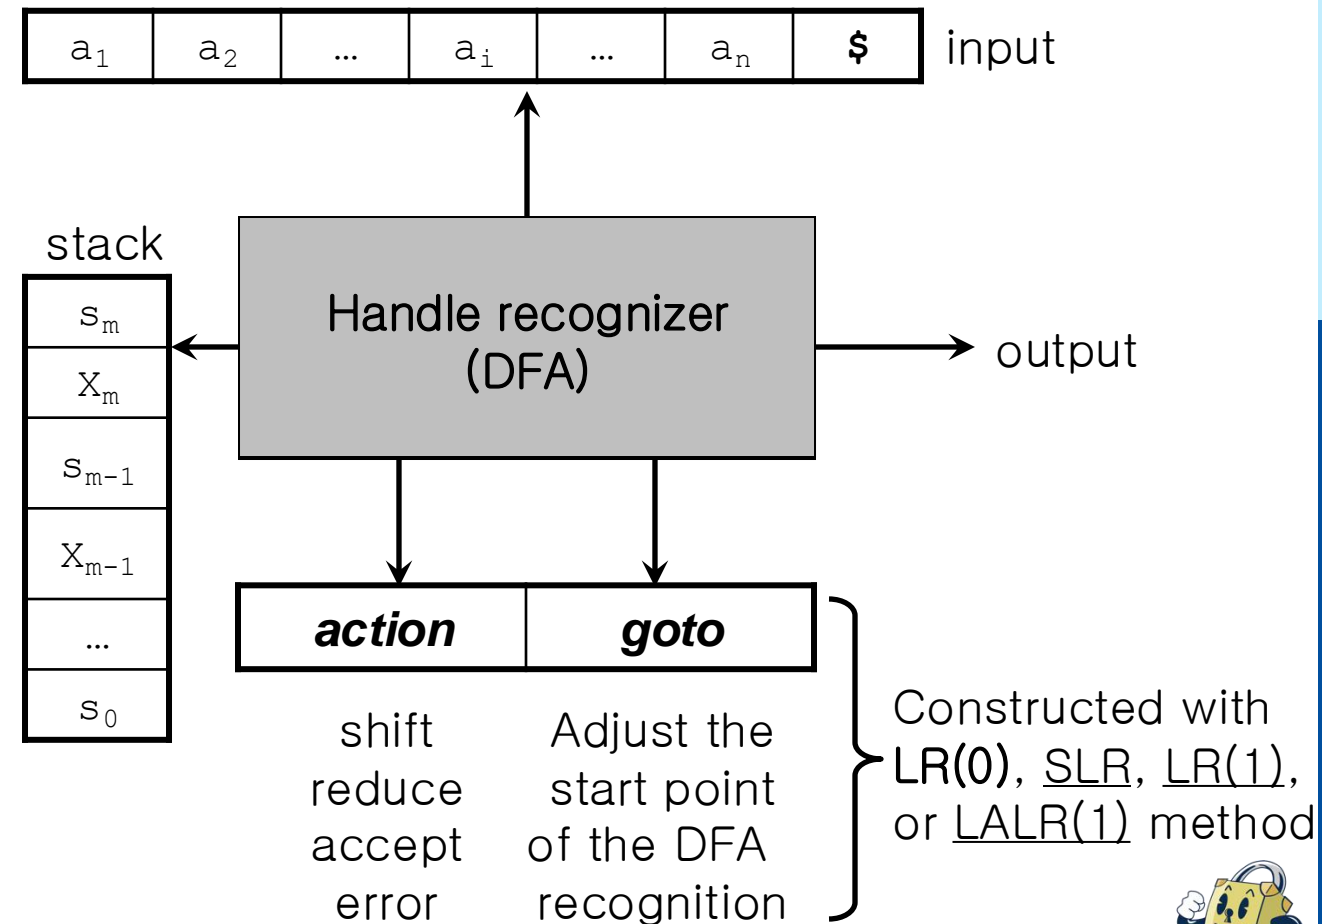 a1 a2 … ai … an $ input
stack
sm
Xm
sm-1
Xm-1
…
s0
Handle recognizer
(DFA)
output
action goto
shift
reduce
accept
error
Adjust the
start point
of the DFA
recognition
Constructed with
LR(0), SLR, LR(1),
or LALR(1) method